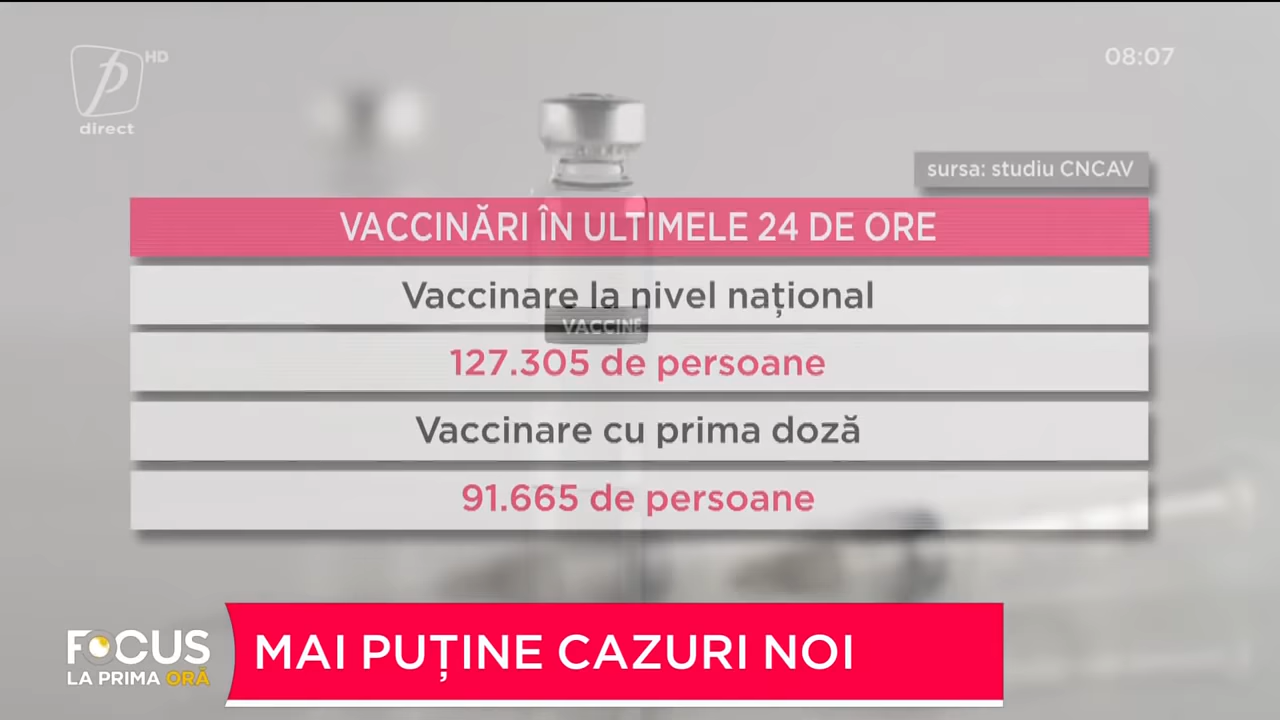 HD
08:07
direct
sursa: studiu CNCAV
VACCINĂRI ÎN ULTIMELE 24 DE ORE
Vaccinare la nivel național
VACCINE
127.305 de persoane
Vaccinare cu prima doză
91.665 de persoane
FOCUS
LA PRIMA ORĂ
MAI PUȚINE CAZURI NOI